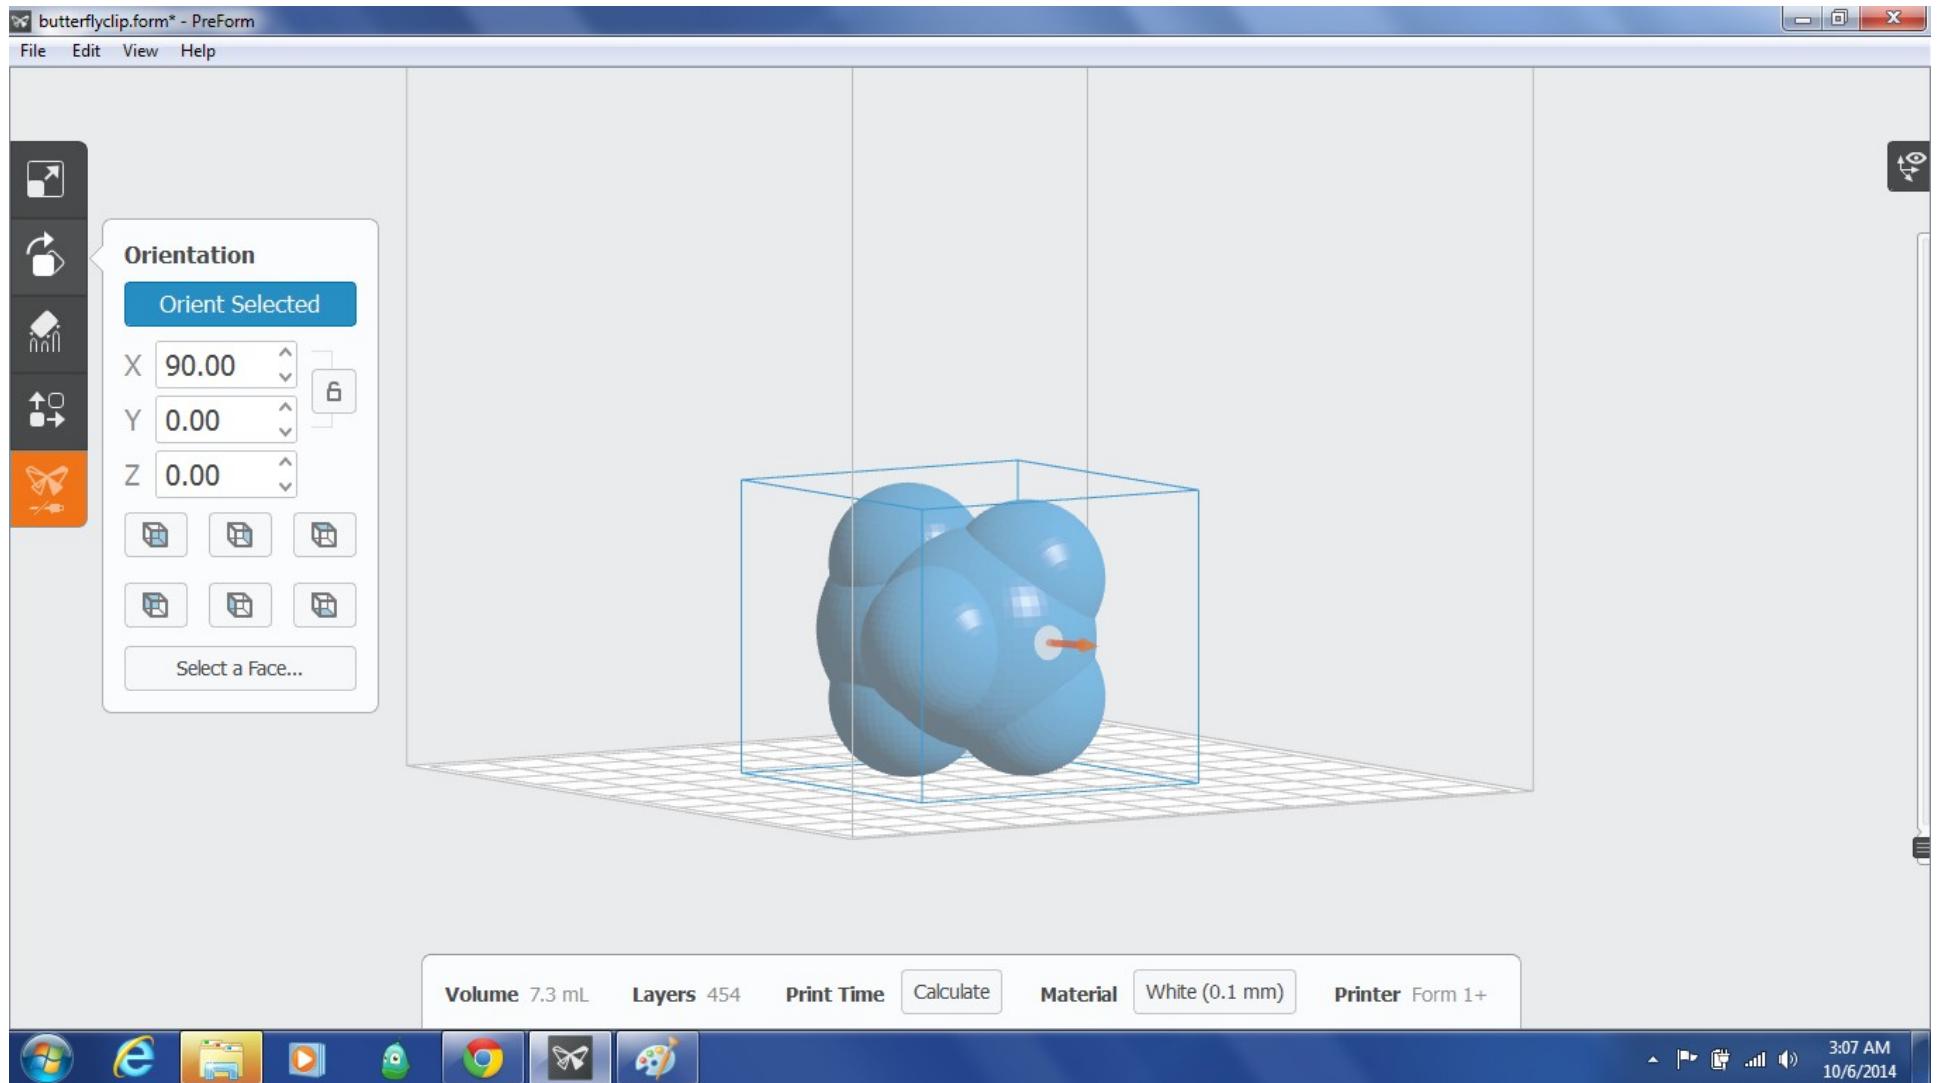 butterflyclip.form* - PreForm
File Edit View Help
Orientation
Orient Selected
X 90.00
Y 0.00
Z 0.00
Select a Face...
Volume 7.3 mL Layers 454 Print Time Calculate Material White (0.1 mm) Printer Form 1+
3:07 AM
10/6/2014